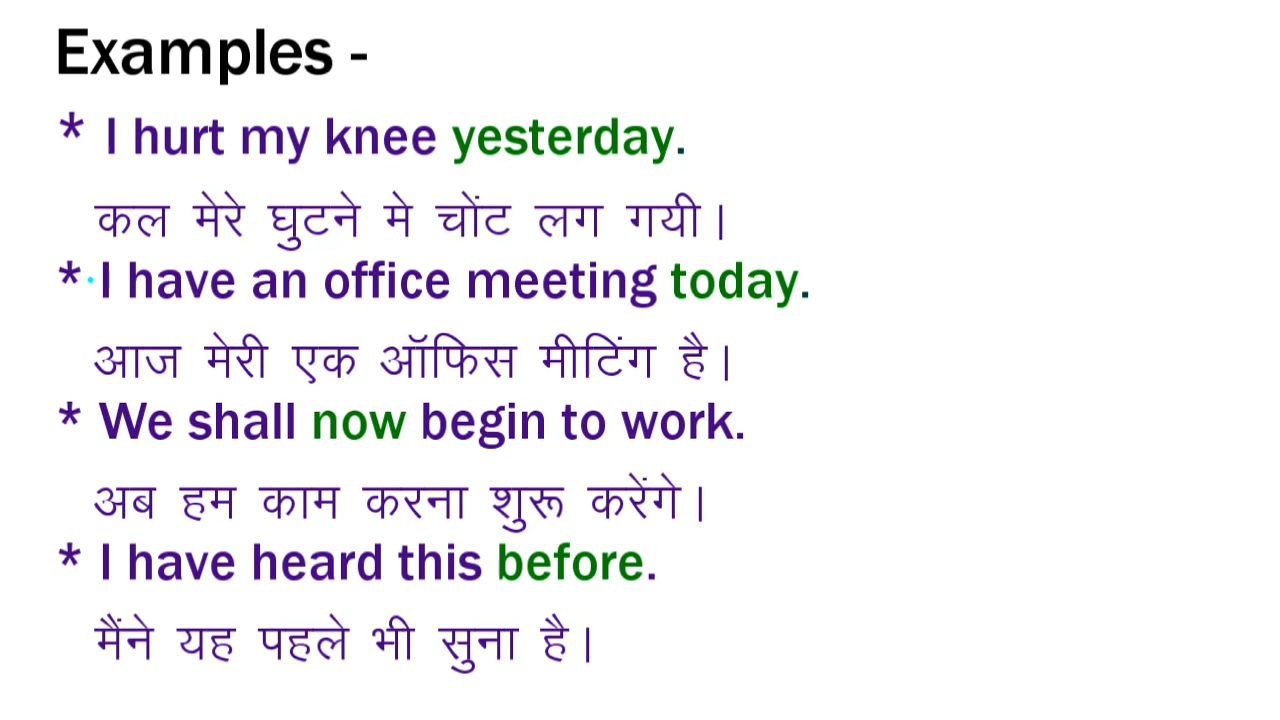 Examples -
* I hurt my knee yesterday.
कल मेरे घुटने मे चोंट लग गयी।
* I have an office meeting today.
आज मेरी एक ऑफिस मीटिंग है।
* We shall now begin to work.
अब हम काम करना शुरू करेंगे।
* I have heard this before.
मैंने यह पहले भी सुना है।